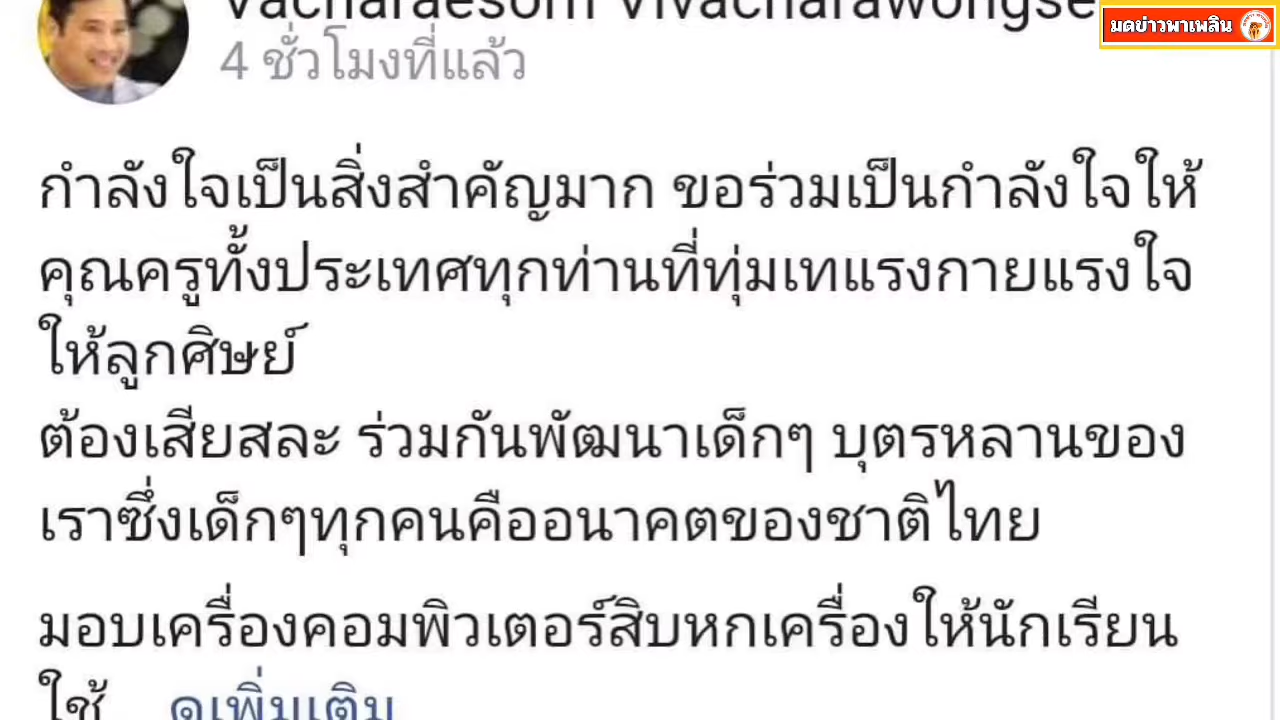 Vacharaesorn Vivacharawongse
มดข่าวพาเพลิน
4 ชั่วโมงที่แล้ว
กำลังใจเป็นสิ่งสำคัญมาก ขอร่วมเป็นกำลังใจให้
คุณครูทั้งประเทศทุกท่านที่ทุ่มเทแรงกายแรงใจ
ให้ลูกศิษย์
ต้องเสียสละ ร่วมกันพัฒนาเด็กๆ บุตรหลานของ
เราซึ่งเด็กๆทุกคนคืออนาคตของชาติไทย
มอบเครื่องคอมพิวเตอร์สิบหกเครื่องให้นักเรียน
ใช้... ดูเพิ่มเติม